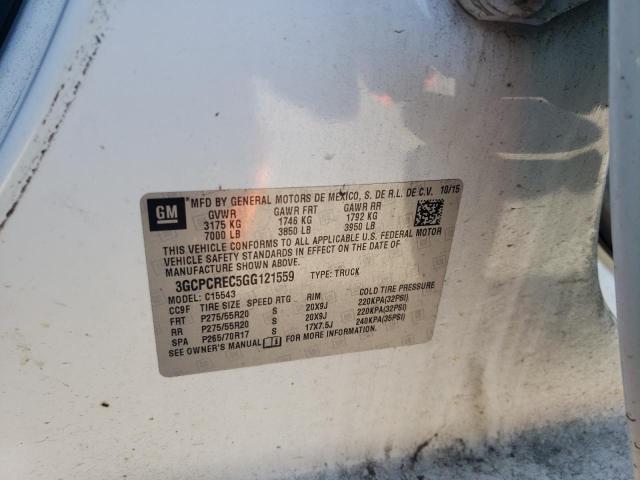 GM
MFD BY GENERAL MOTORS DE MEXICO, S. DE R.L. DE C.V. 10/15
GVWR GAWR FRT GAWR RR
3175 KG 1746 KG 1792 KG
7000 LB 3850 LB 3950 LB
THIS VEHICLE CONFORMS TO ALL APPLICABLE U.S. FEDERAL MOTOR
VEHICLE SAFETY STANDARDS IN EFFECT ON THE DATE OF
MANUFACTURE SHOWN ABOVE.
3GCPCREC5GG121559 TYPE: TRUCK
MODEL: C15543
CC9F TIRE SIZE SPEED RTG RIM COLD TIRE PRESSURE
FRT P275/55R20 S 20X9J 220KPA(32PSI)
RR P275/55R20 S 20X9J 220KPA(32PSI)
SPA P265/70R17 S 17X7.5J 240KPA(35PSI)
SEE OWNER'S MANUAL FOR MORE INFORMATION.